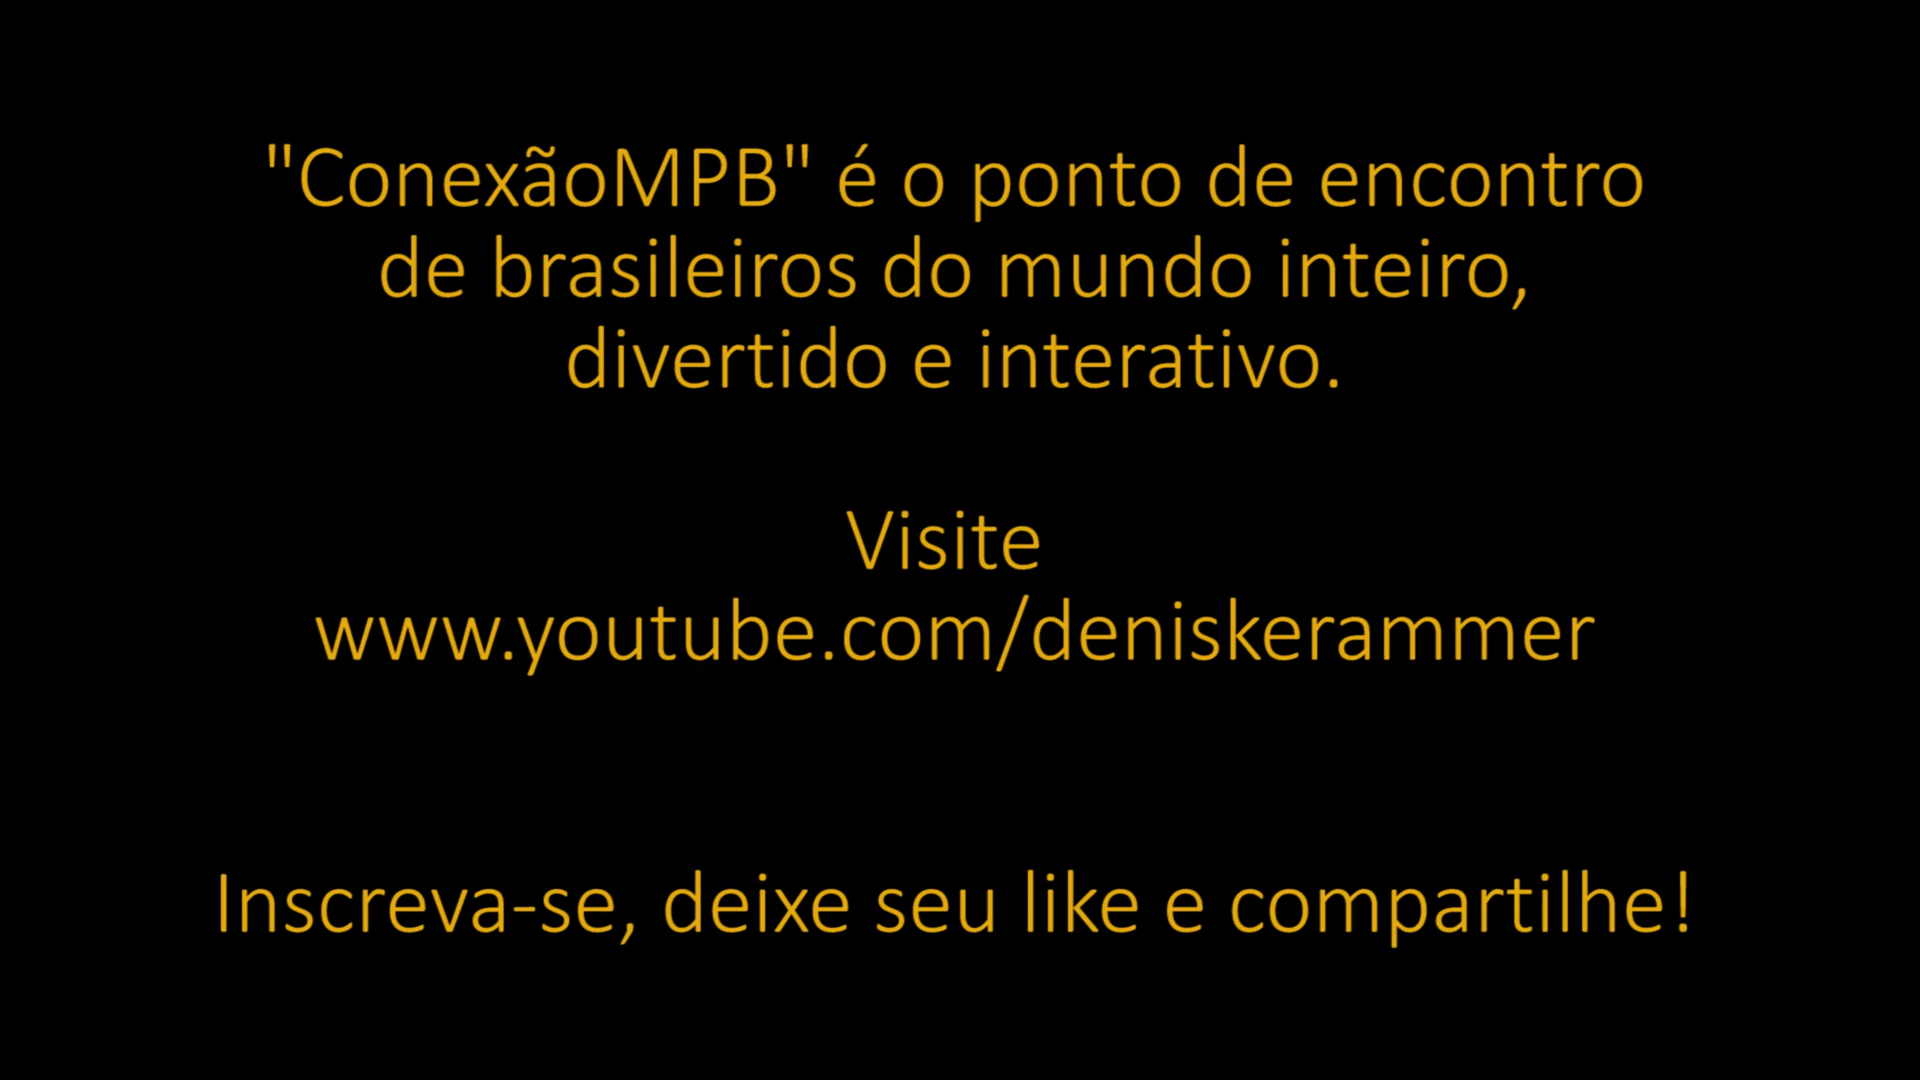 "ConexãoMPB" é o ponto de encontro
de brasileiros do mundo inteiro,
divertido e interativo.
Visite
www.youtube.com/deniskerammer
Inscreva-se, deixe seu like e compartilhe!